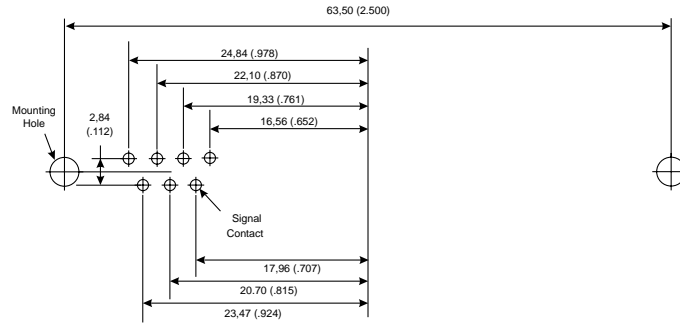 63,50 (2.500)
24,84 (.978)
22,10 (.870)
19,33 (.761)
16,56 (.652)
Mounting
Hole
2,84
(.112)
Signal
Contact
17,96 (.707)
20.70 (.815)
23,47 (.924)